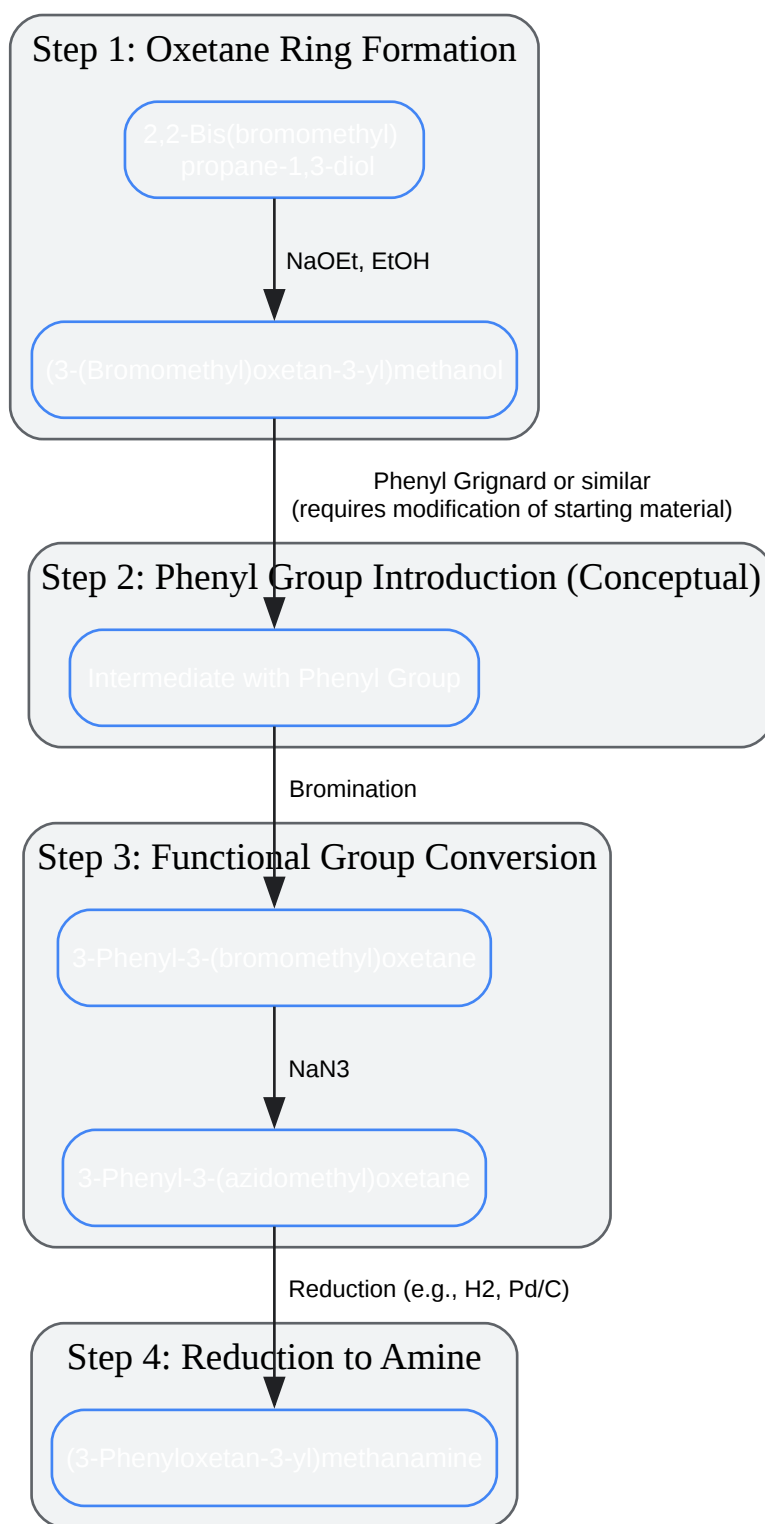 Step 1: Oxetane Ring Formation
2,2-Bis(bromomethyl)
propane-1,3-diol
NaOEt, EtOH
(3-(Bromomethyl)oxetan-3-yl)methanol
Phenyl Grignard or similar
(requires modification of starting material)
Step 2: Phenyl Group Introduction (Conceptual)
Intermediate with Phenyl Group
Bromination
Step 3: Functional Group Conversion
3-Phenyl-3-(bromomethyl)oxetane
NaN3
3-Phenyl-3-(azidomethyl)oxetane
Reduction (e.g., H2, Pd/C)
Step 4: Reduction to Amine
(3-Phenyloxetan-3-yl)methanamine